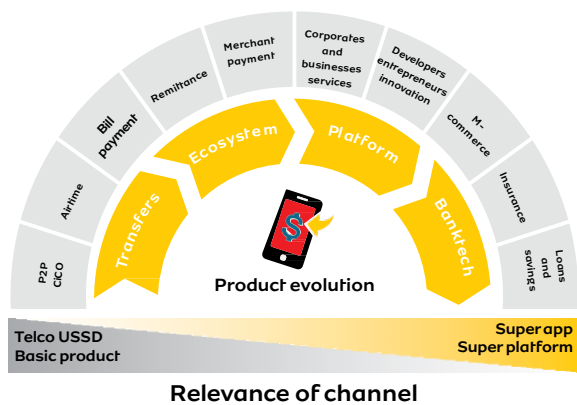 P2P
CICO
Airtime
Bill
payment
Remittance
Merchant
payment
Corporates
and
businesses
services
Developers
entrepreneurs
innovation
M-
commerce
Insurance
Loans
and
savings
Transfers
Ecosystem
Platform
Banktech
$
Product evolution
Telco USSD
Basic product
Super app
Super platform
Relevance of channel